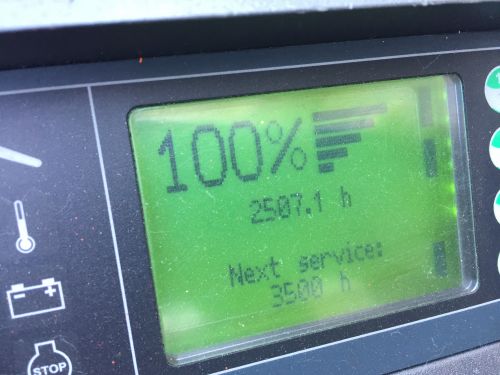 100%
2507.1 h
Next service:
3500 h
STOP